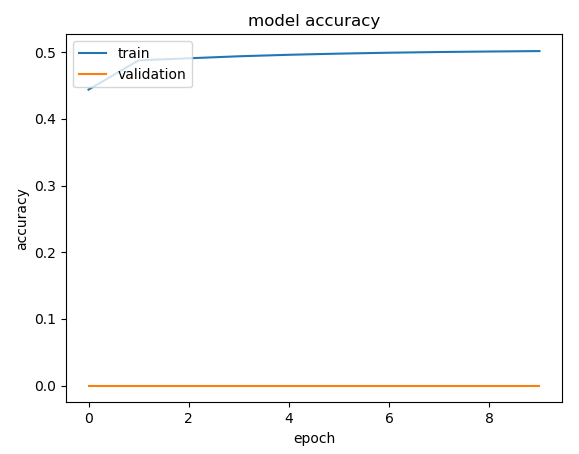 model accuracy
train
validation
0.5
0.4
0.3
0.2
0.1
0.0
accuracy
0 2 4 6 8
epoch